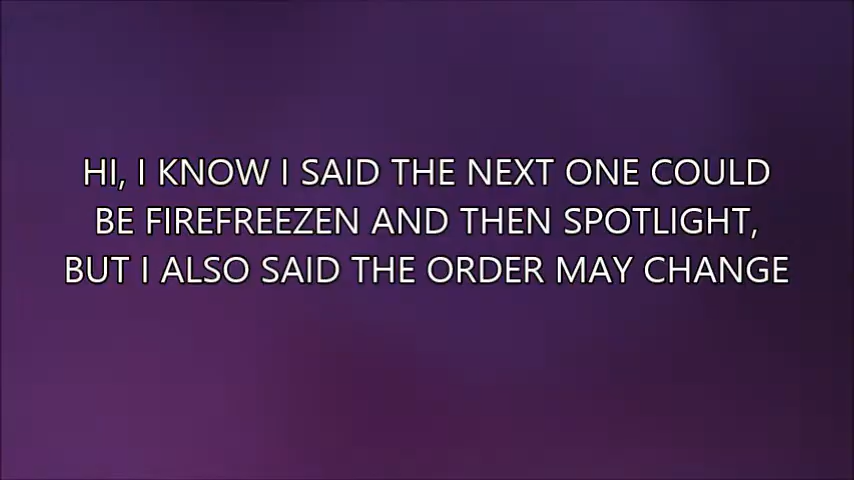 HI, I KNOW I SAID THE NEXT ONE COULD
BE FIREFREEZEN AND THEN SPOTLIGHT,
BUT I ALSO SAID THE ORDER MAY CHANGE